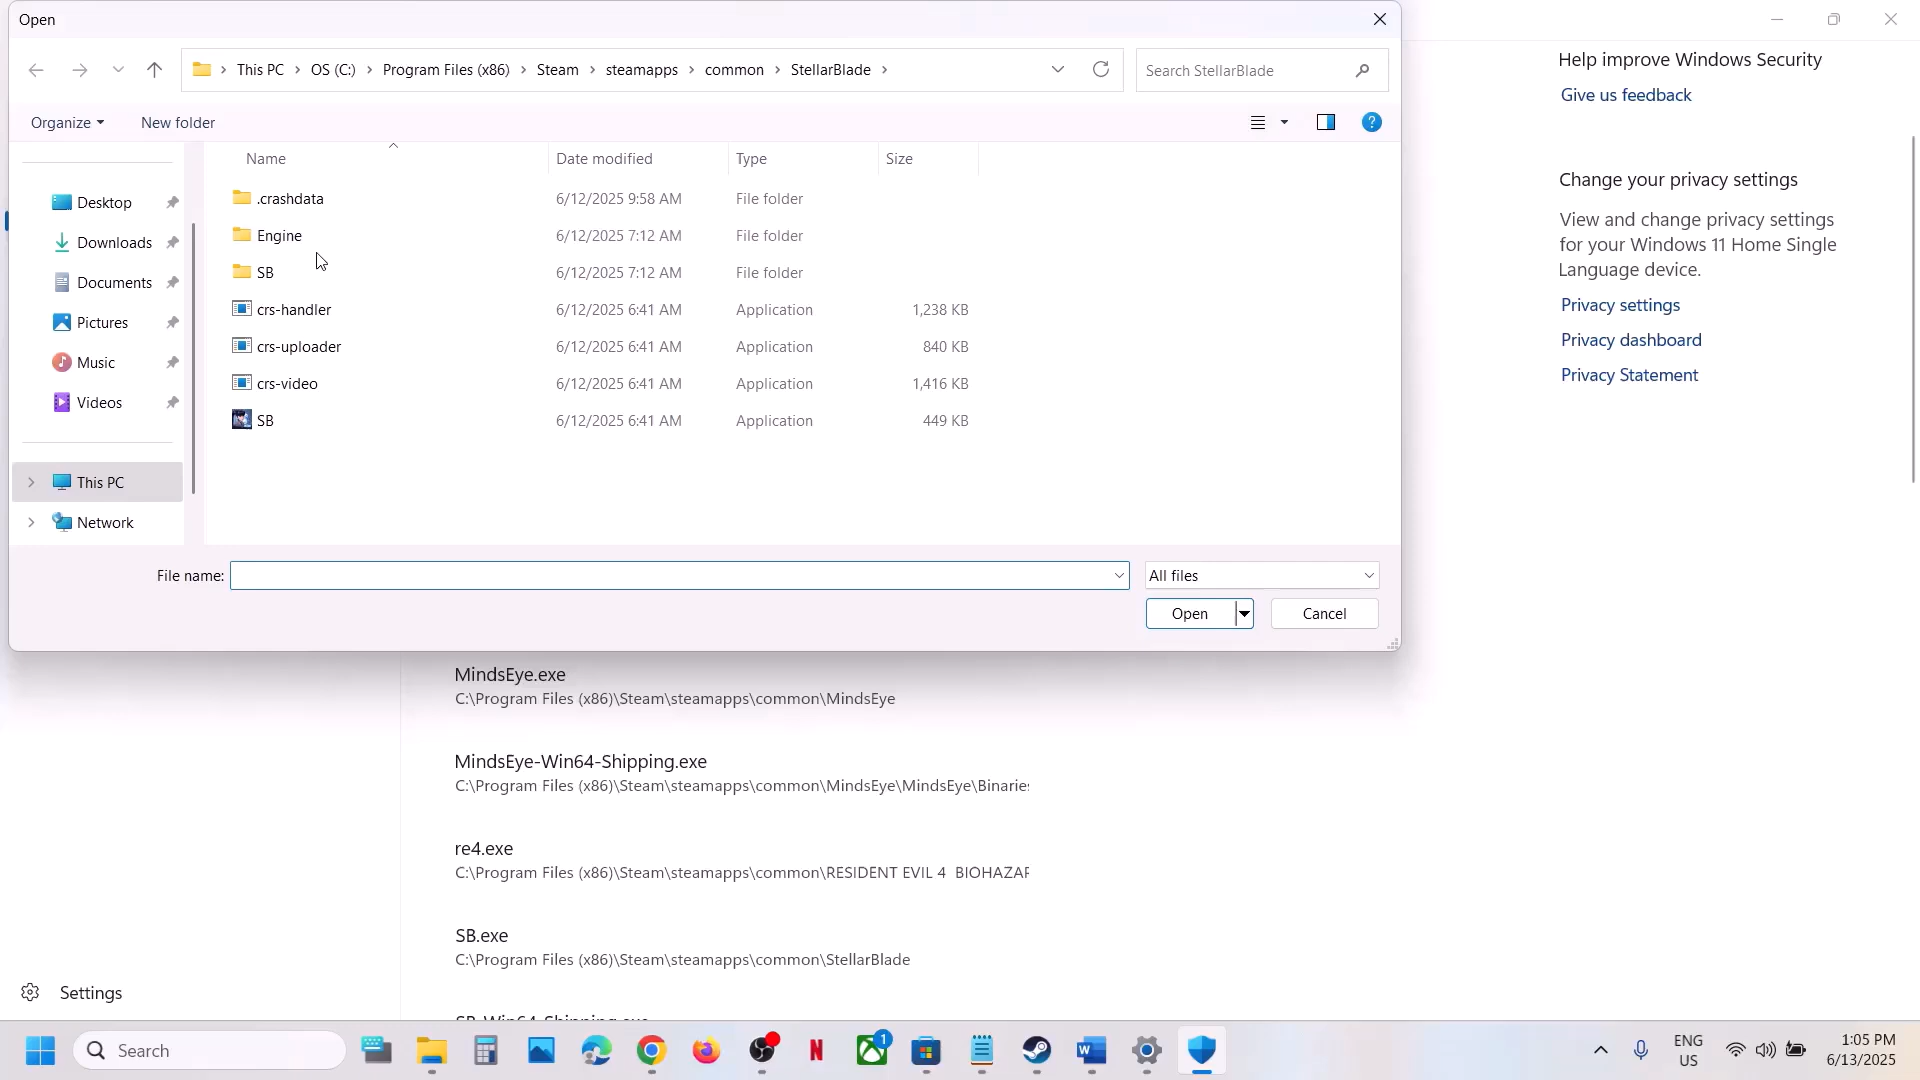 Open
This PC > OS (C:) > Program Files (x86) > Steam > steamapps > common > StellarBlade >
Search StellarBlade
Organize
New folder
Name
Date modified
Type
Size
.crashdata 6/12/2025 9:58 AM File folder
Engine 6/12/2025 7:12 AM File folder
SB 6/12/2025 7:12 AM File folder
crs-handler 6/12/2025 6:41 AM Application 1,238 KB
crs-uploader 6/12/2025 6:41 AM Application 840 KB
crs-video 6/12/2025 6:41 AM Application 1,416 KB
SB 6/12/2025 6:41 AM Application 449 KB
Desktop
Downloads
Documents
Pictures
Music
Videos
This PC
Network
File name:
All files
Open
Cancel
Help improve Windows Security
Give us feedback
Change your privacy settings
View and change privacy settings
for your Windows 11 Home Single
Language device.
Privacy settings
Privacy dashboard
Privacy Statement
MindsEye.exe
C:\Program Files (x86)\Steam\steamapps\common\MindsEye
MindsEye-Win64-Shipping.exe
C:\Program Files (x86)\Steam\steamapps\common\MindsEye\MindsEye\Binaries
re4.exe
C:\Program Files (x86)\Steam\steamapps\common\RESIDENT EVIL 4 BIOHAZAR
SB.exe
C:\Program Files (x86)\Steam\steamapps\common\StellarBlade
SB-Win64-Shipping.exe
Settings
Search
1
ENG
US
1:05 PM
6/13/2025